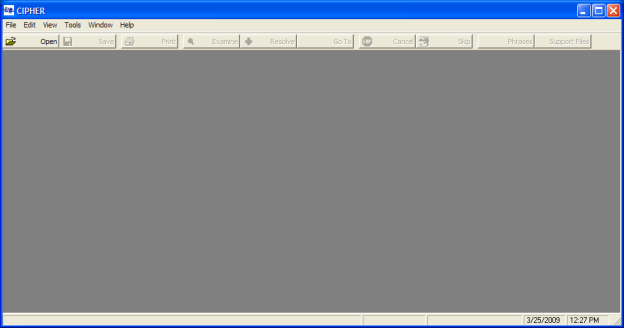 CIPHER
File Edit View Tools Window Help
Open Save Print Examine Resolve Go To Cancel Skip Phrases Support Files
3/25/2009 12:27 PM